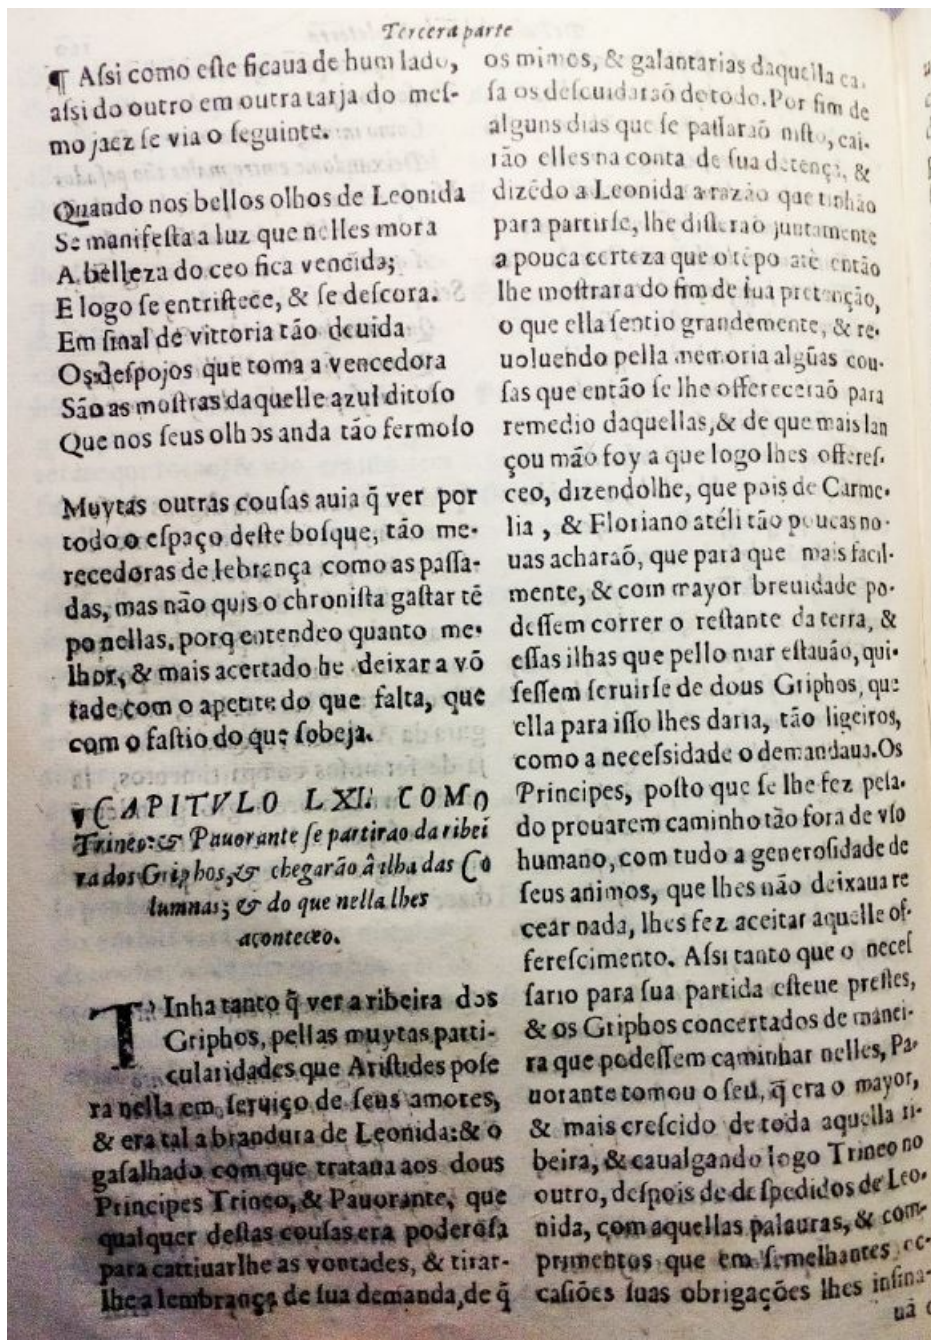 Tercera parte
¶ Aſsi como eſte ficaua de hum lado,
aſsi do outro em outra tarja do meſ-
mo jaez ſe via o ſeguinte.
Quando nos bellos olhos de Leonida
Se manifeſta a luz que nelles mora
A belleza do ceo fica vencida;
E logo ſe entriſtece, & ſe deſcora.
Em ſinal de vittoria tão deuida
Os deſpojos que toma a vencedora
São as moſtras daquelle azul ditoſo
Que nos ſeus olhos anda tão fermoſo
Muytas outras couſas auia q̃ ver por
todo o eſpaço deſte boſque, tão me-
recedoras de lebrança como as paſſa-
das, mas não quis o chroniſta gaſtar tẽ
po nellas, porq entendeo quanto me-
lhor, & mais acertado he deixar a võ
tade com o apetite do que falta, que
com o faſtio do que ſobeja.
¶ CAPITVLO LXI. COMO
Trineo: & Pauorante ſe partirao da ribei
ra dos Griphos, & chegarão â ilha das Co
lumnas; & do que nella lhes
aconteceo.
TInha tanto q̃ ver a ribeira dos
Griphos, pellas muytas parti-
cularidades que Ariſtides poſe
ra nella em ſeruiço de ſeus amores,
& era tal a brandura de Leonida: & o
gaſalhado com que trataua aos dous
Principes Trineo, & Pauorante, que
qualquer deſtas couſas era poderoſa
para cattiuarlhe as vontades, & tirar-
lhe a lembrança de ſua demanda, de q̃
os mimos, & galantarias daquella ca-
ſa os deſcuidaraõ de todo. Por fim de
alguns dias que ſe paſſaraõ niſto, cai-
rão elles na conta de ſua detença, &
dizẽdo a Leonida a razão que tinhão
para partirſe, lhe diſſerao juntamente
a pouca certeza que o tẽpo atè então
lhe moſtrara do fim de ſua pretenção,
o que ella ſentio grandemente, & re-
uoluendo pella memoria algũas cou-
ſas que então ſe lhe offereceraõ para
remedio daquellas, & de que mais lan
çou mão foy a que logo lhes offereſ-
ceo, dizendolhe, que pois de Carme-
lia, & Floriano atéli tão poucas no-
uas acharaõ, que para que mais facil-
mente, & com mayor breuidade po-
deſſem correr o reſtante da terra, &
eſſas ilhas que pello mar eſtauão, qui-
ſeſſem ſeruirſe de dous Griphos, que
ella para iſſo lhes daria, tão ligeiros,
como a neceſsidade o demandaua. Os
Principes, poſto que ſe lhe fez peſa-
do prouarem caminho tão fora de vſo
humano, com tudo a generoſidade de
ſeus animos, que lhes não deixaua re
cear nada, lhes fez aceitar aquelle of-
fereſcimento. Aſsi tanto que o neceſ
ſario para ſua partida eſteue preſtes,
& os Griphos concertados de manei-
ra que podeſſem caminhar nelles, Pa-
uorante tomou o ſeu, q̃ era o mayor,
& mais creſcido de toda aquella ri-
beira, & caualgando logo Trineo no
outro, deſpois de deſpedidos de Leo-
nida, com aquellas palauras, & com-
primentos que em ſemelhantes oc-
caſiões ſuas obrigações lhes inſina-
uã